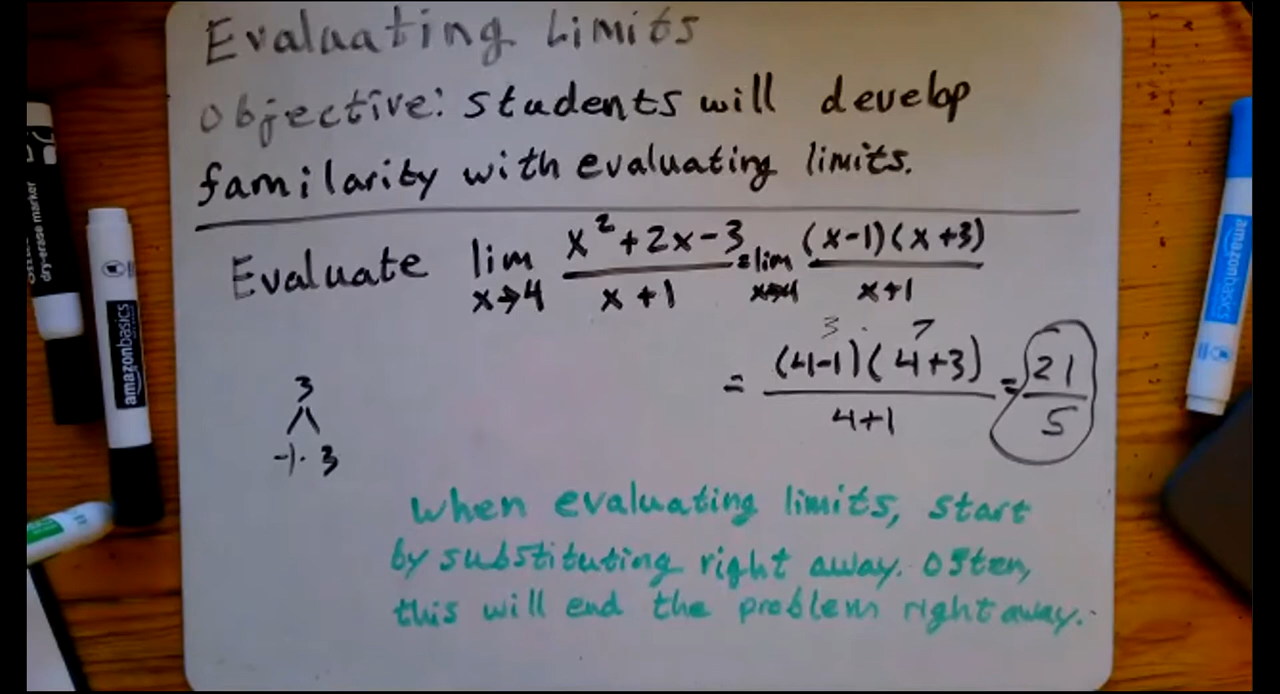 Evaluating Limits
Objective: students will develop
familarity with evaluating limits.
Evaluate lim x→4 x²+2x-3 / x+1 = lim x→4 (x-1)(x+3) / x+1
3 7
= (4-1)(4+3) / 4+1 = 21 / 5
3
-1· 3
When evaluating limits, start
by substituting right away. Often,
this will end the problem right away.
dry-erase marker
amazonbasics
amazonbasics